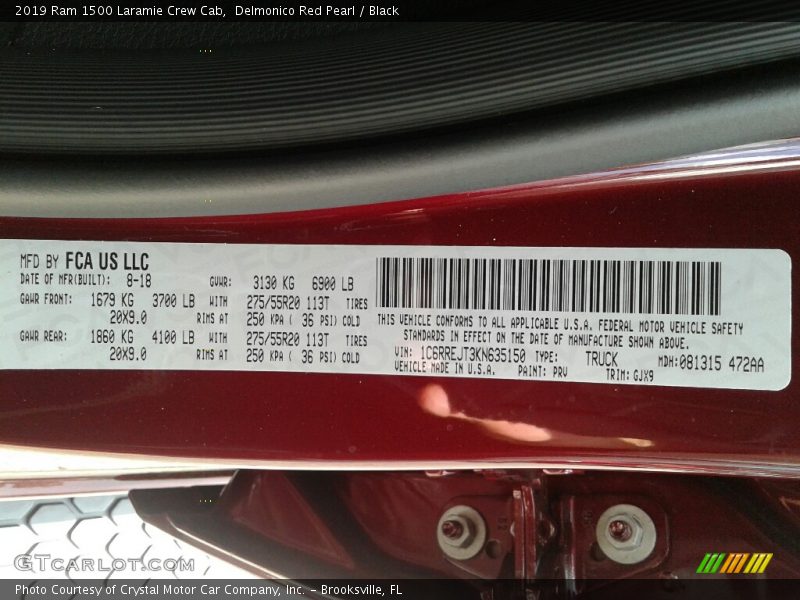 2019 Ram 1500 Laramie Crew Cab,  Delmonico Red Pearl / Black
MFD BY FCA US LLC
DATE OF MFR(BUILT): 8-18 GVWR: 3130 KG 6900 LB
GAWR FRONT: 1679 KG 3700 LB WITH 275/55R20 113T TIRES
20X9.0 RIMS AT 250 KPA ( 36 PSI) COLD
GAWR REAR: 1860 KG 4100 LB WITH 275/55R20 113T TIRES
20X9.0 RIMS AT 250 KPA ( 36 PSI) COLD
THIS VEHICLE CONFORMS TO ALL APPLICABLE U.S.A. FEDERAL MOTOR VEHICLE SAFETY
STANDARDS IN EFFECT ON THE DATE OF MANUFACTURE SHOWN ABOVE.
VIN: 1C6RREJT3KN635150 TYPE: TRUCK MDH:081315 472AA
VEHICLE MADE IN U.S.A. PAINT: PRV TRIM: GJX9
GTCARLOT.COM
Photo Courtesy of Crystal Motor Car Company, Inc. – Brooksville, FL